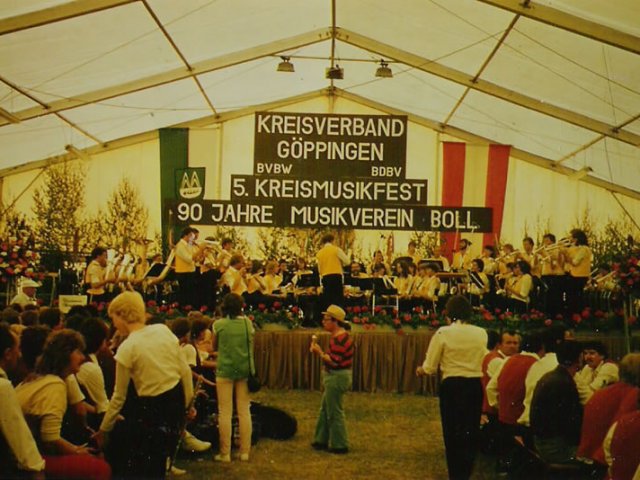 KREISVERBAND
GÖPPINGEN
BVBW BDBV
5. KREISMUSIKFEST
90 JAHRE MUSIKVEREIN BOLL